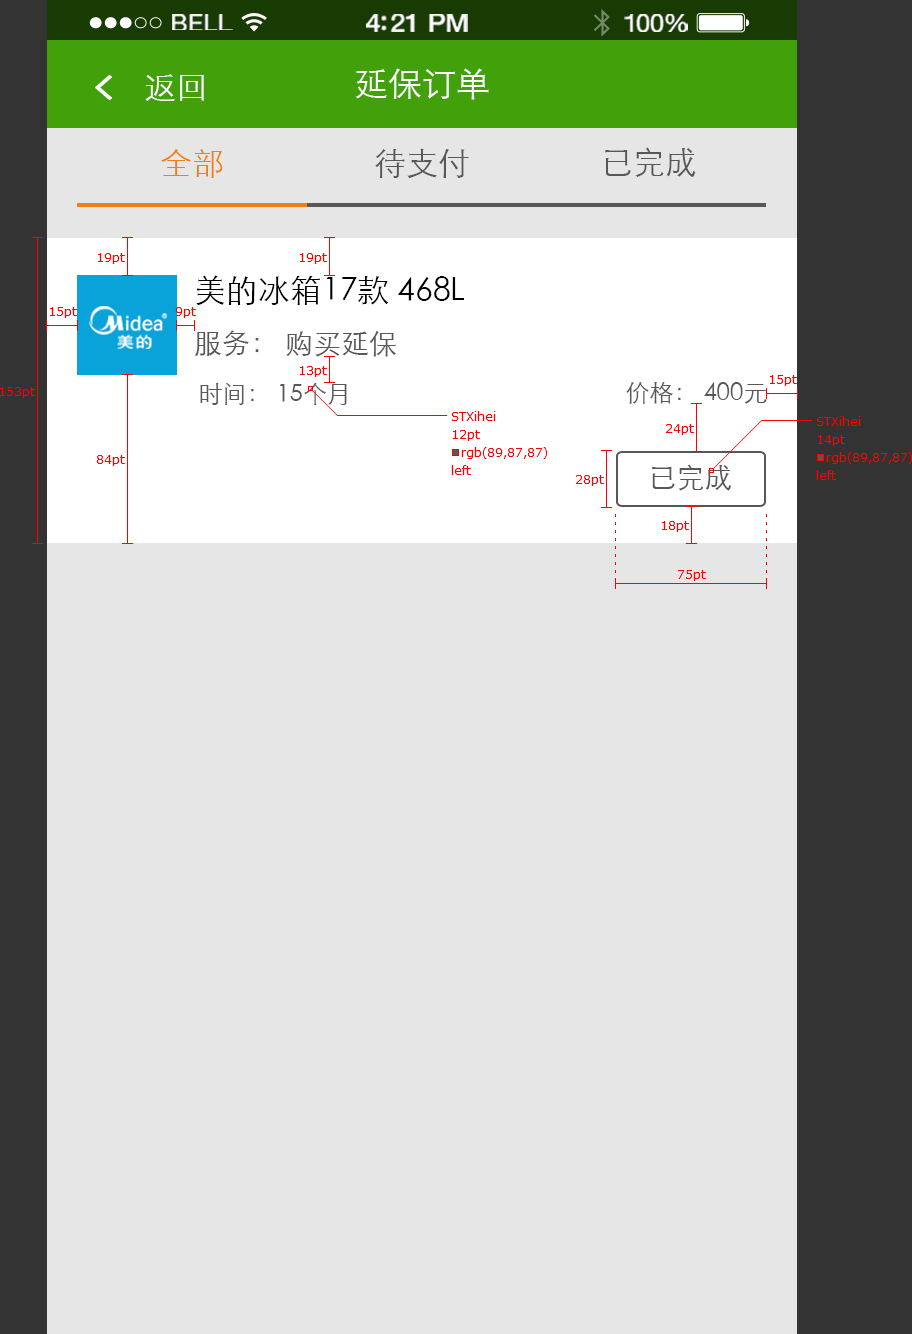 BELL 4:21 PM 100%
返回 延保订单
全部 待支付 已完成
19pt 19pt
美的冰箱17款 468L
15pt 9pt
Midea®
美的
服务： 购买延保
13pt
153pt
时间： 15个月 价格： 400元 15pt
STXihei
12pt
rgb(89,87,87)
left
24pt
STXihei
14pt
rgb(89,87,87)
left
84pt
28pt
已完成
18pt
75pt